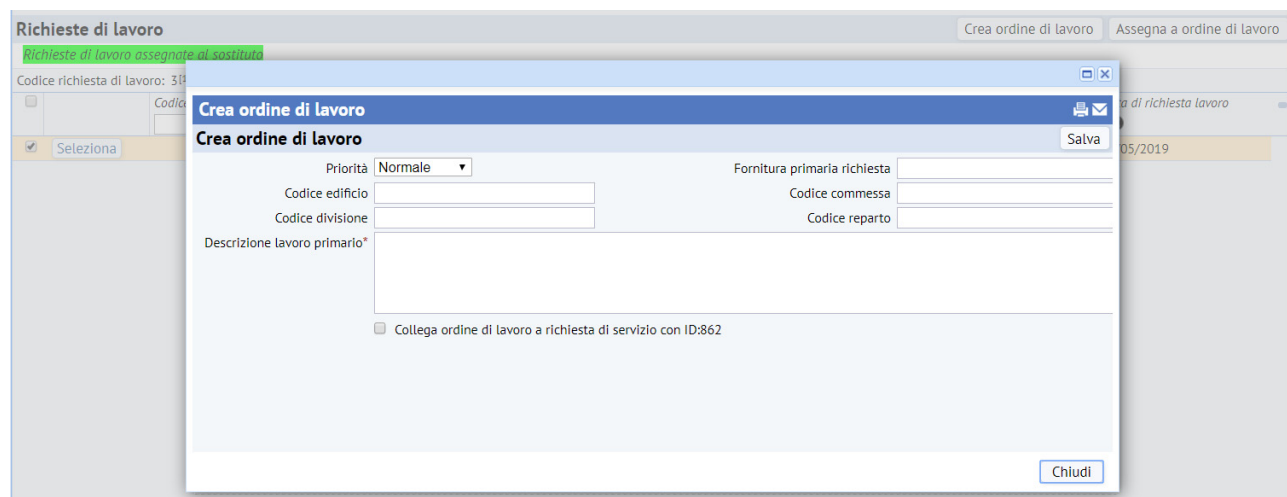 Richieste di lavoro
Crea ordine di lavoro
Assegna a ordine di lavoro
Richieste di lavoro assegnate al sostituto
Codice richiesta di lavoro:
Crea ordine di lavoro
a di richiesta lavoro
Crea ordine di lavoro
Salva
Seleziona
05/2019
Priorità Normale
Fornitura primaria richiesta
Codice edificio
Codice commessa
Codice divisione
Codice reparto
Descrizione lavoro primario*
Collega ordine di lavoro a richiesta di servizio con ID:862
Chiudi